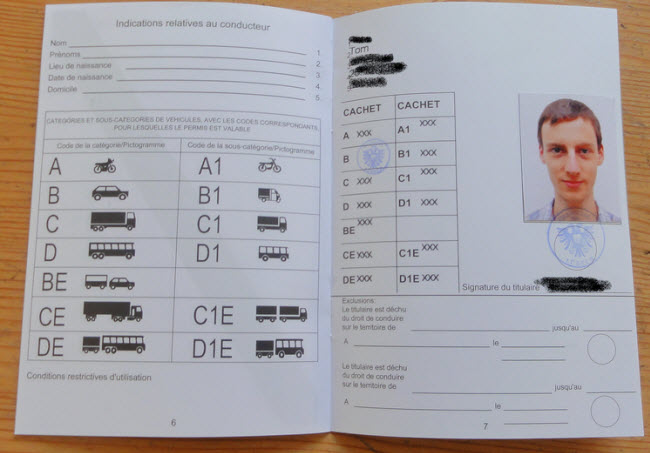 Indications relatives au conducteur
Nom 1.
Prénoms 2.
Lieu de naissance 3.
Date de naissance 4.
Domicile 5.
CATÉGORIES ET SOUS-CATÉGORIES DE VEHICULES, AVEC LES CODES CORRESPONDANTS,
POUR LESQUELLES LE PERMIS EST VALABLE
Code de la catégorie/Pictogramme Code de la sous-catégorie/Pictogramme
A A1
B B1
C C1
D D1
BE
CE C1E
DE D1E
Conditions restrictives d'utilisation
6
Tom
CACHET CACHET
A XXX A1 XXX
B B1 XXX
C XXX C1 XXX
D XXX D1 XXX
BE XXX
CE XXX C1E XXX
DE XXX D1E XXX
Signature du titulaire
Exclusions:
Le titulaire est déchu
du droit de conduire
sur le territoire de jusqu'au
A le
Le titulaire est déchu
du droit de conduire
sur le territoire de jusqu'au
A le
7